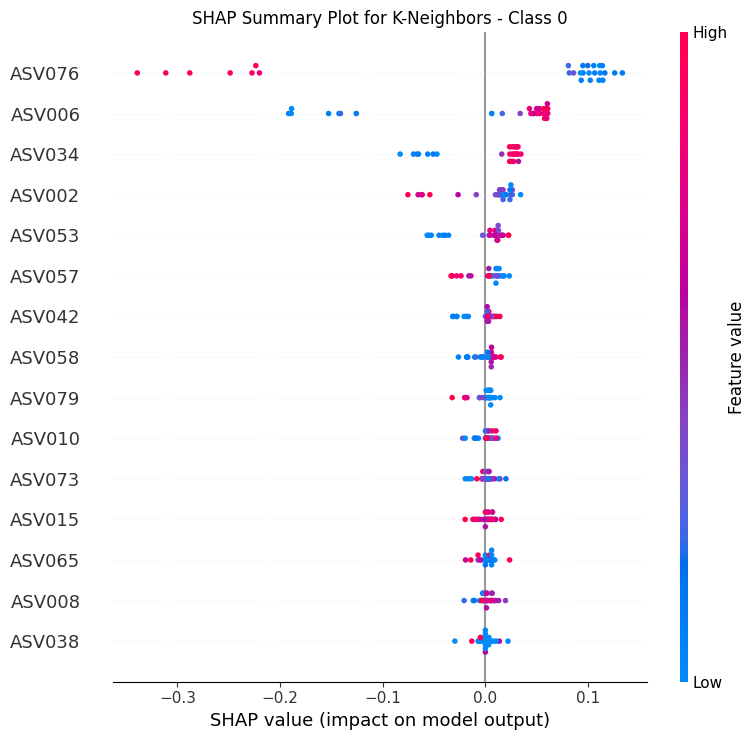 SHAP Summary Plot for K-Neighbors - Class 0
High
ASV076
ASV006
ASV034
ASV002
ASV053
ASV057
ASV042
ASV058
ASV079
ASV010
ASV073
ASV015
ASV065
ASV008
ASV038
Feature value
Low
−0.3 −0.2 −0.1 0.0 0.1
SHAP value (impact on model output)